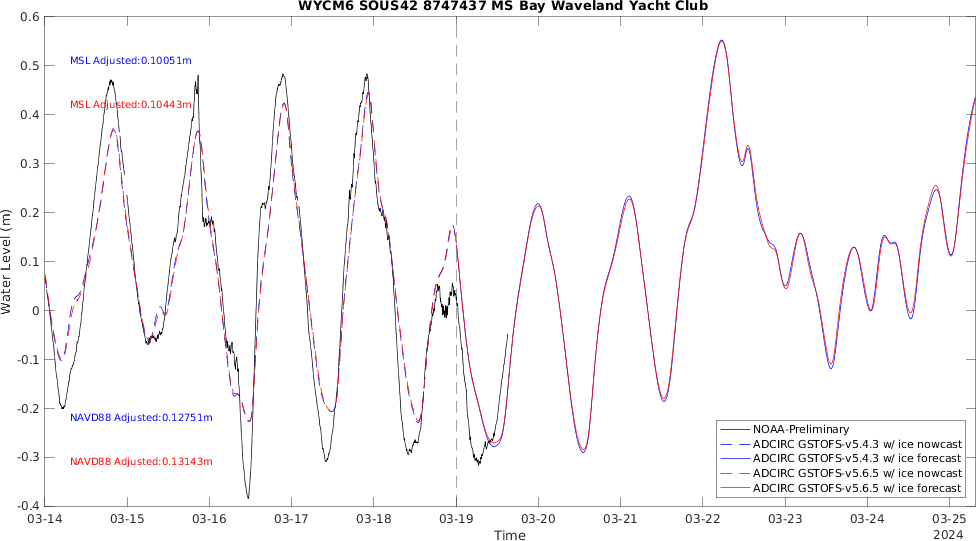 WYCM6 SOUS42 8747437 MS Bay Waveland Yacht Club
0.6
0.5
0.4
0.3
0.2
0.1
0
-0.1
-0.2
-0.3
-0.4
Water Level (m)
MSL Adjusted:0.10051m
MSL Adjusted:0.10443m
NAVD88 Adjusted:0.12751m
NAVD88 Adjusted:0.13143m
NOAA-Preliminary
ADCIRC GSTOFS-v5.4.3 w/ ice nowcast
ADCIRC GSTOFS-v5.4.3 w/ ice forecast
ADCIRC GSTOFS-v5.6.5 w/ ice nowcast
ADCIRC GSTOFS-v5.6.5 w/ ice forecast
03-14 03-15 03-16 03-17 03-18 03-19 03-20 03-21 03-22 03-23 03-24 03-25
2024
Time